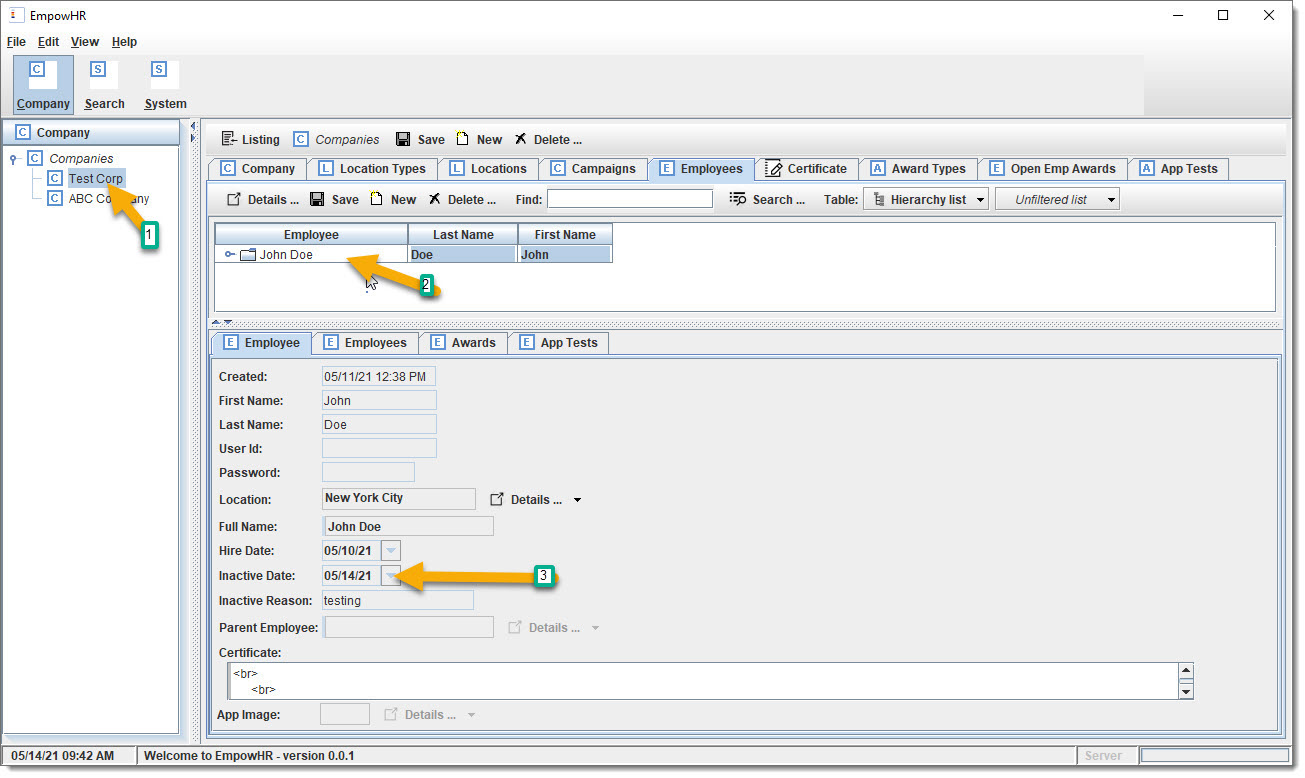 EmpowHR
File Edit View Help
C S S
Company Search System
C Company
C Companies
C Test Corp
C ABC Company
1
Listing C Companies Save New Delete ...
C Company L Location Types L Locations C Campaigns E Employees Certificate A Award Types E Open Emp Awards A App Tests
Details ... Save New Delete ... Find: Search ... Table: Hierarchy list Unfiltered list
Employee Last Name First Name
John Doe Doe John
2
E Employee E Employees E Awards E App Tests
Created: 05/11/21 12:38 PM
First Name: John
Last Name: Doe
User Id:
Password:
Location: New York City Details ...
Full Name: John Doe
Hire Date: 05/10/21
Inactive Date: 05/14/21 3
Inactive Reason: testing
Parent Employee: Details ...
Certificate:
<br>
<br>
App Image: Details ...
05/14/21 09:42 AM Welcome to EmpowHR - version 0.0.1 Server